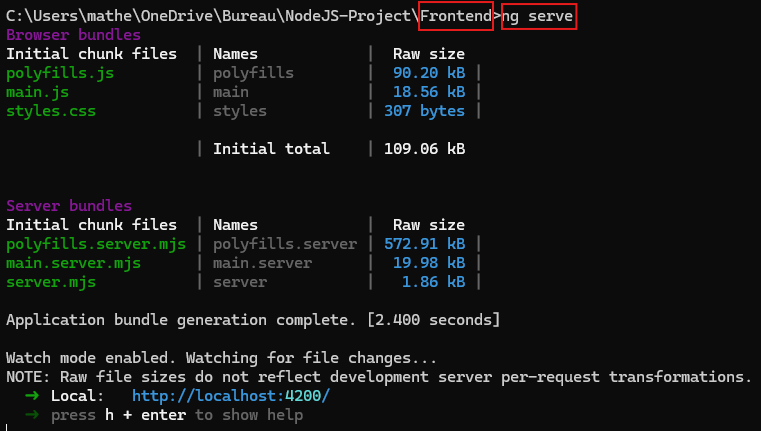 C:\Users\mathe\OneDrive\Bureau\NodeJS-Project\Frontend>ng serve
Browser bundles
Initial chunk files | Names | Raw size
polyfills.js | polyfills | 90.20 kB |
main.js | main | 18.56 kB |
styles.css | styles | 307 bytes |
| Initial total | 109.06 kB
Server bundles
Initial chunk files | Names | Raw size
polyfills.server.mjs | polyfills.server | 572.91 kB |
main.server.mjs | main.server | 19.98 kB |
server.mjs | server | 1.86 kB |
Application bundle generation complete. [2.400 seconds]
Watch mode enabled. Watching for file changes...
NOTE: Raw file sizes do not reflect development server per-request transformations.
➜ Local: http://localhost:4200/
➜ press h + enter to show help